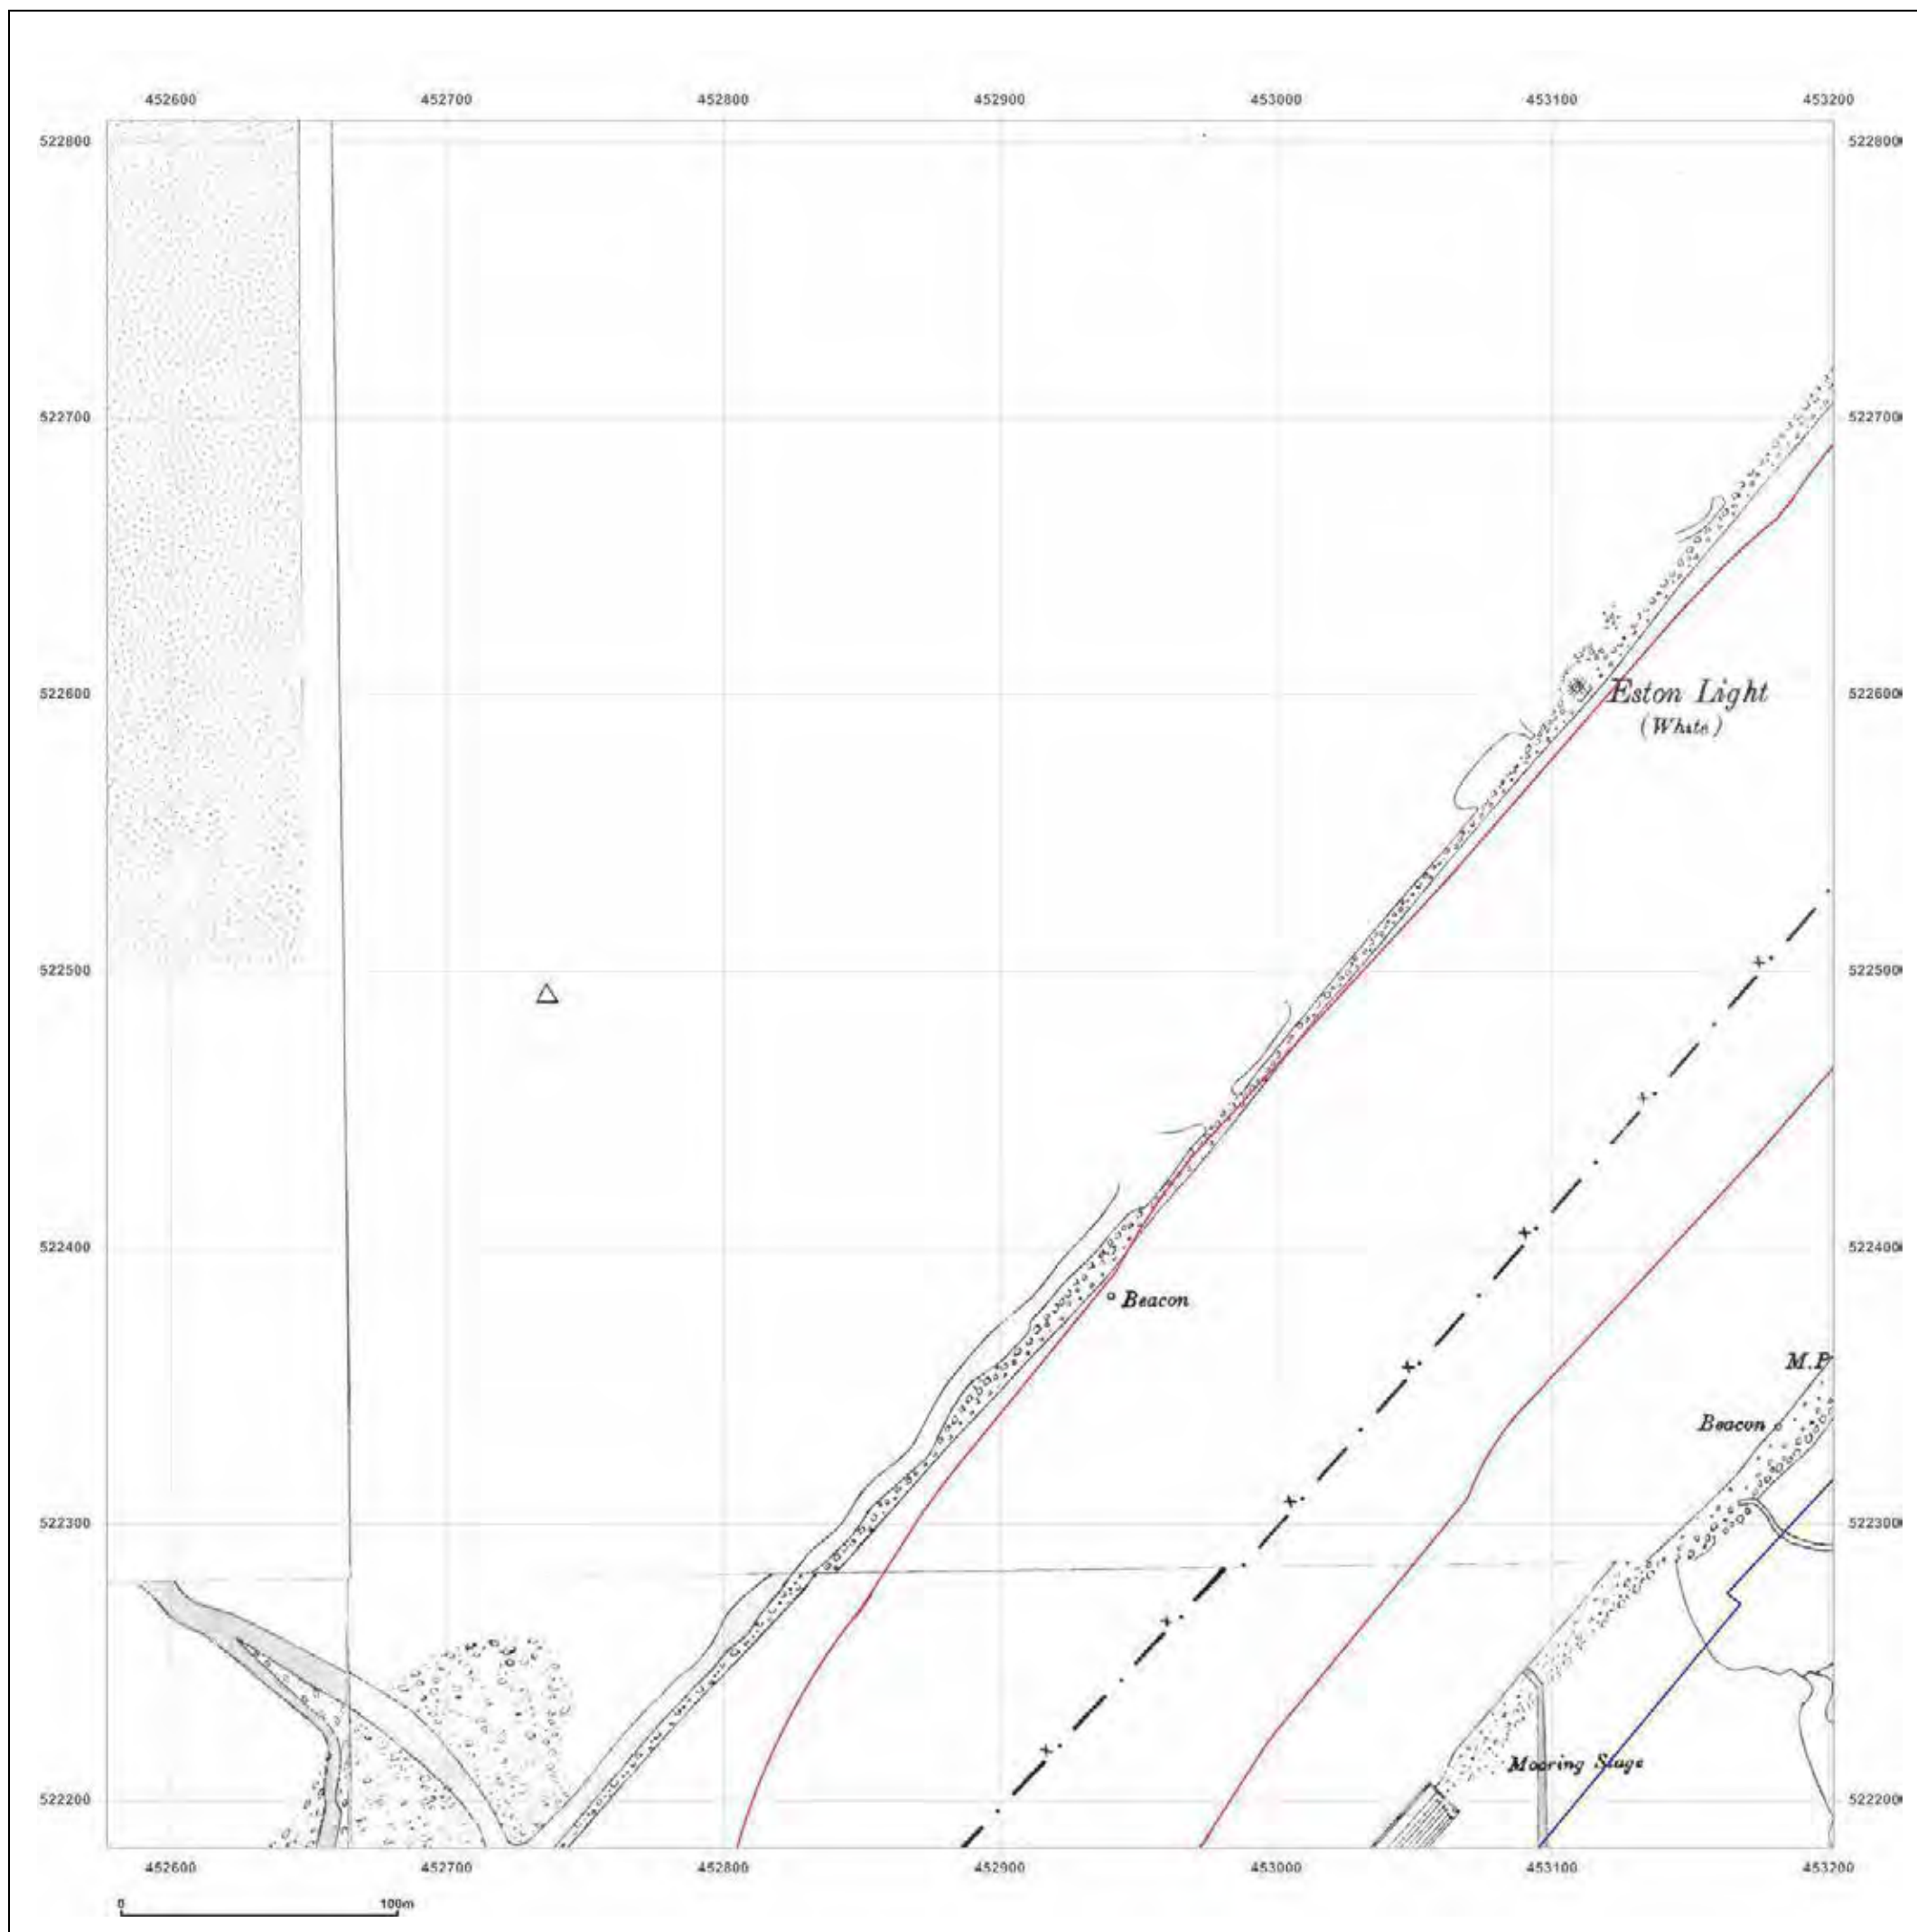 452600 452700 452800 452900 453000 453100 453200
522800 522800
522700 522700
522600 522600
Eston Light
(White)
522500 522500
522400 522400
Beacon
M.P
Beacon
522300 522300
Mooring Stage
522200 522200
452600 452700 452800 452900 453000 453100 453200
0 100m